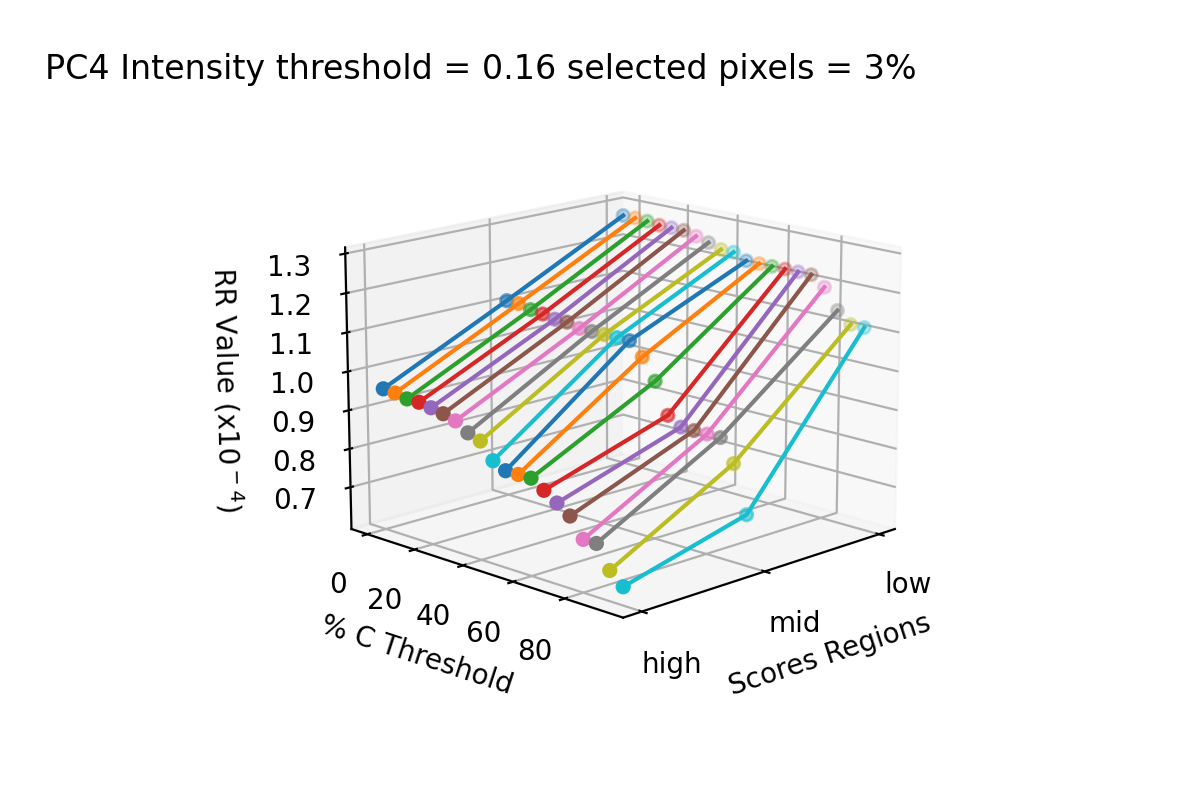 PC4 Intensity threshold = 0.16 selected pixels = 3%
RR Value (x10⁻⁴)
1.3
1.2
1.1
1.0
0.9
0.8
0.7
0
20
40
60
80
% C Threshold
high
mid
low
Scores Regions